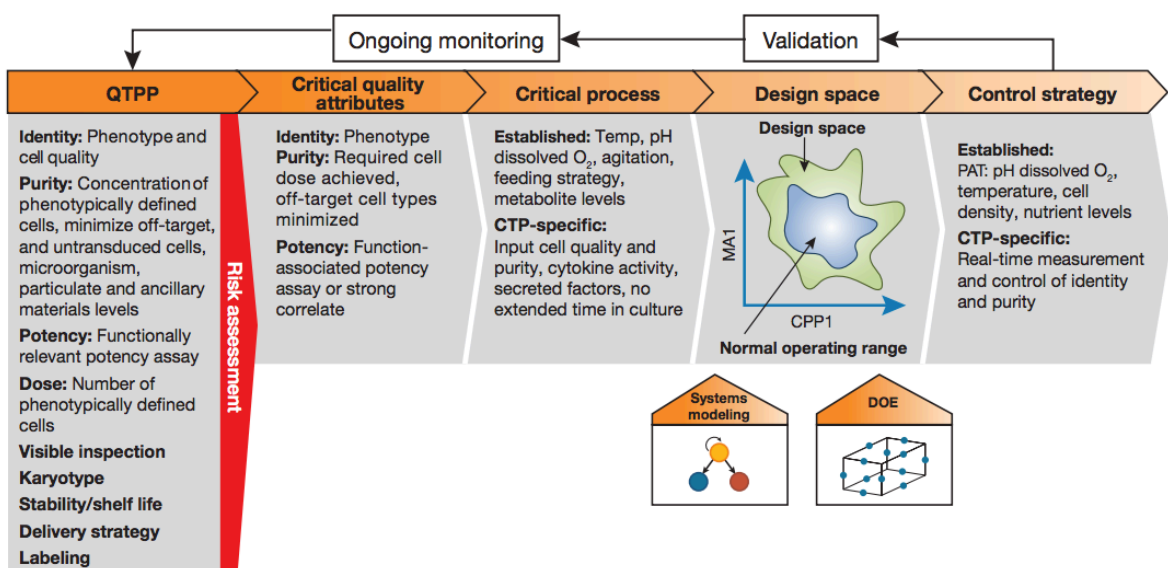 Ongoing monitoring
Validation
QTPP
Critical quality
attributes
Critical process
Design space
Control strategy
Identity: Phenotype and
cell quality
Purity: Concentration of
phenotypically defined
cells, minimize off-target,
and untransduced cells,
microorganism,
particulate and ancillary
materials levels
Potency: Functionally
relevant potency assay
Dose: Number of
phenotypically defined
cells
Visible inspection
Karyotype
Stability/shelf life
Delivery strategy
Labeling
Risk assessment
Identity: Phenotype
Purity: Required cell
dose achieved,
off-target cell types
minimized
Potency: Function-
associated potency
assay or strong
correlate
Established: Temp, pH
dissolved O₂, agitation,
feeding strategy,
metabolite levels
CTP-specific:
Input cell quality and
purity, cytokine activity,
secreted factors, no
extended time in culture
Design space
MA1
CPP1
Normal operating range
Established:
PAT: pH dissolved O₂,
temperature, cell
density, nutrient levels
CTP-specific:
Real-time measurement
and control of identity
and purity
Systems
modeling
DOE